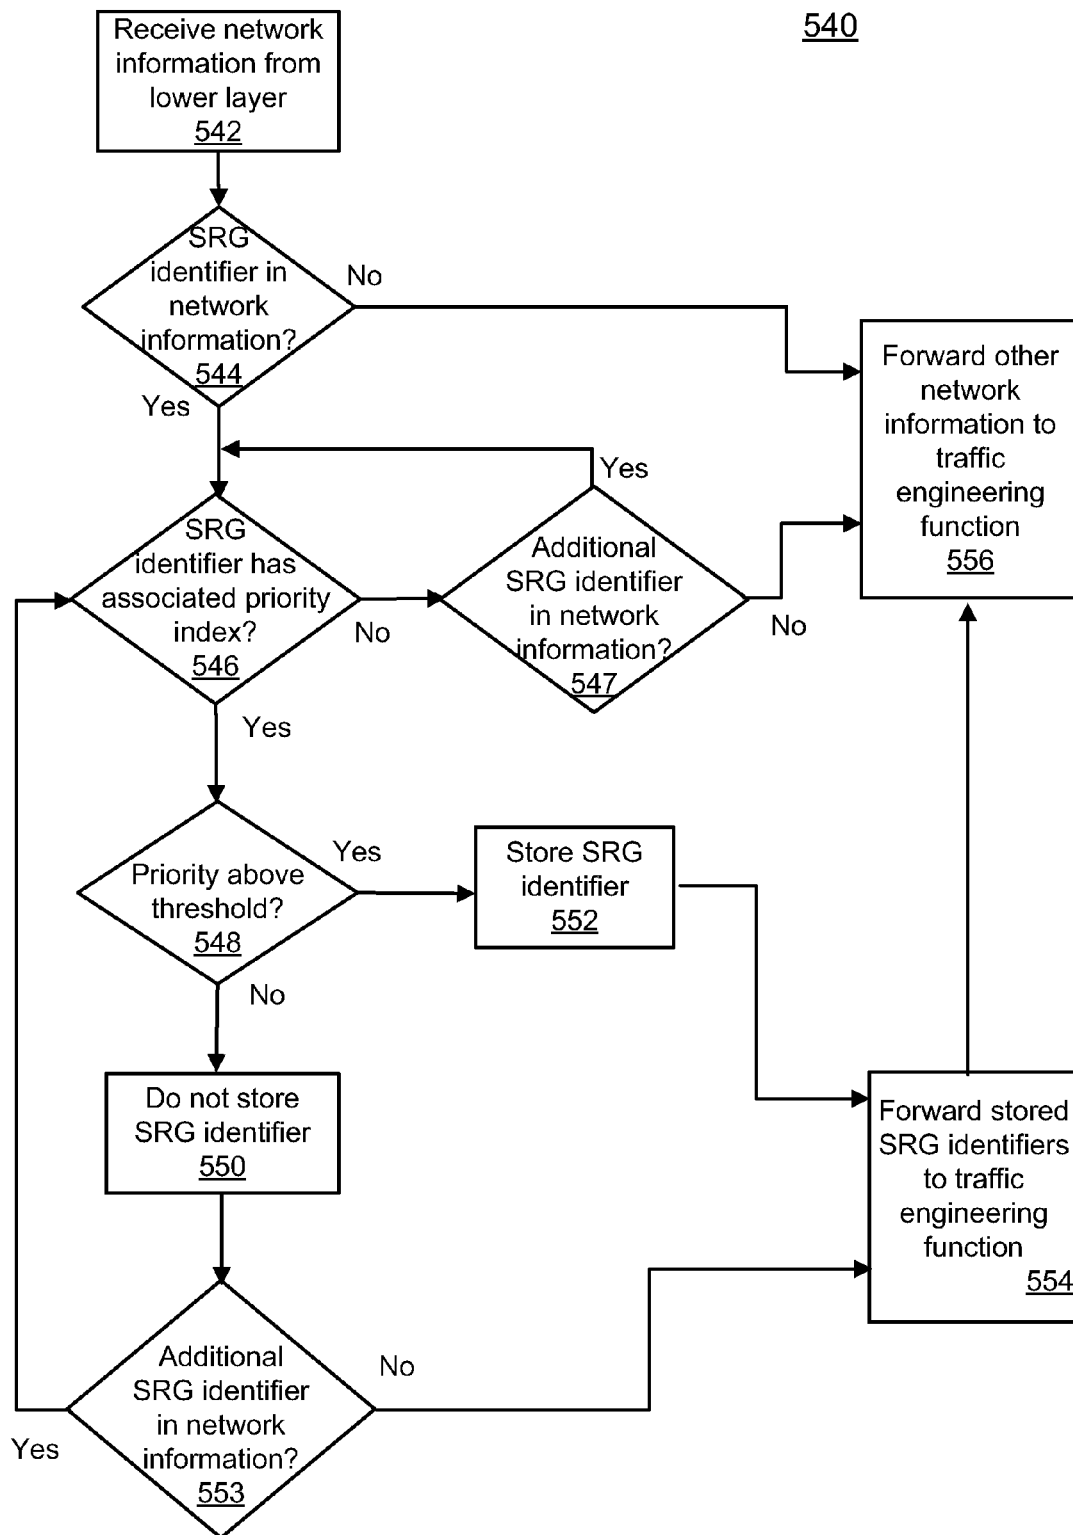 540
Receive network
information from
lower layer
542
SRG
identifier in
network
information?
544
No
Yes
Forward other
network
information to
traffic
engineering
function
556
Yes
SRG
identifier has
associated priority
index?
546
No
Additional
SRG identifier
in network
information?
547
No
Yes
Priority above
threshold?
548
Yes
No
Store SRG
identifier
552
Do not store
SRG identifier
550
Forward stored
SRG identifiers
to traffic
engineering
function
554
Additional
SRG identifier
in network
information?
553
No
Yes